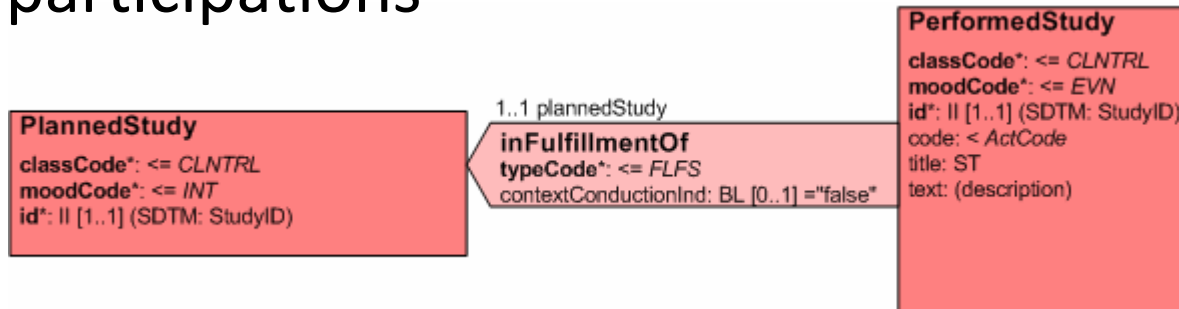 participations
PlannedStudy
classCode*: <= CLNTRL
moodCode*: <= INT
id*: II [1..1] (SDTM: StudyID)
1..1 plannedStudy
inFulfillmentOf
typeCode*: <= FLFS
contextConductionInd: BL [0..1] ="false"
PerformedStudy
classCode*: <= CLNTRL
moodCode*: <= EVN
id*: II [1..1] (SDTM: StudyID)
code: < ActCode
title: ST
text: (description)